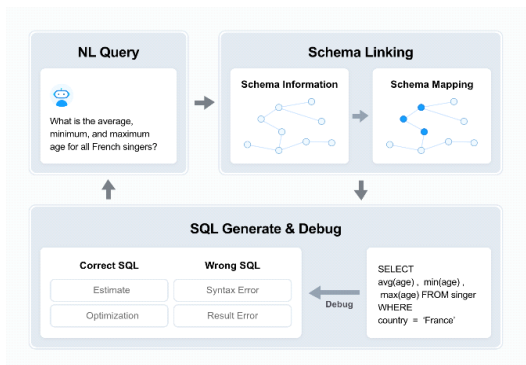 NL Query
What is the average,
minimum, and maximum
age for all French singers?
Schema Linking
Schema Information
Schema Mapping
SQL Generate & Debug
Correct SQL
Estimate
Optimization
Wrong SQL
Syntax Error
Result Error
Debug
SELECT
avg(age) , min(age) ,
max(age) FROM singer
WHERE
country = ‘France’